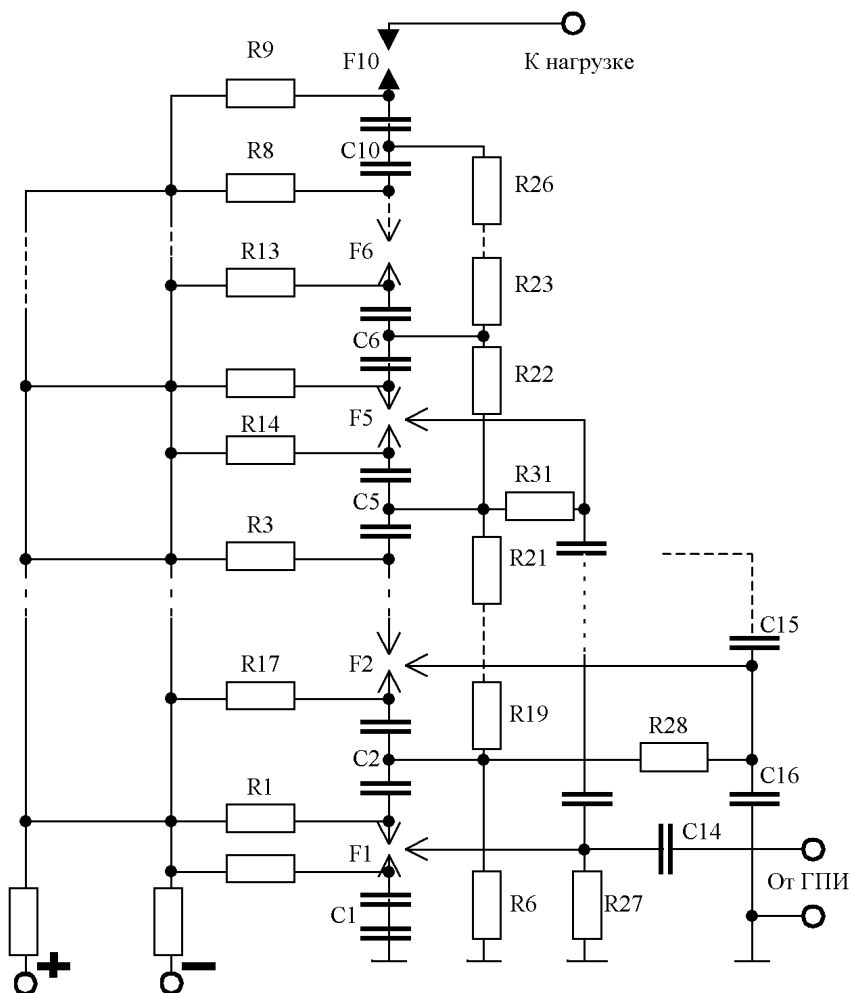 R9
F10
К нагрузке
R8
C10
R26
R13
F6
R23
C6
R22
F5
R14
R31
C5
R3
R21
C15
R17
F2
R19
R28
C2
C16
R1
C14
F1
От ГПИ
C1
R6
R27
+
−